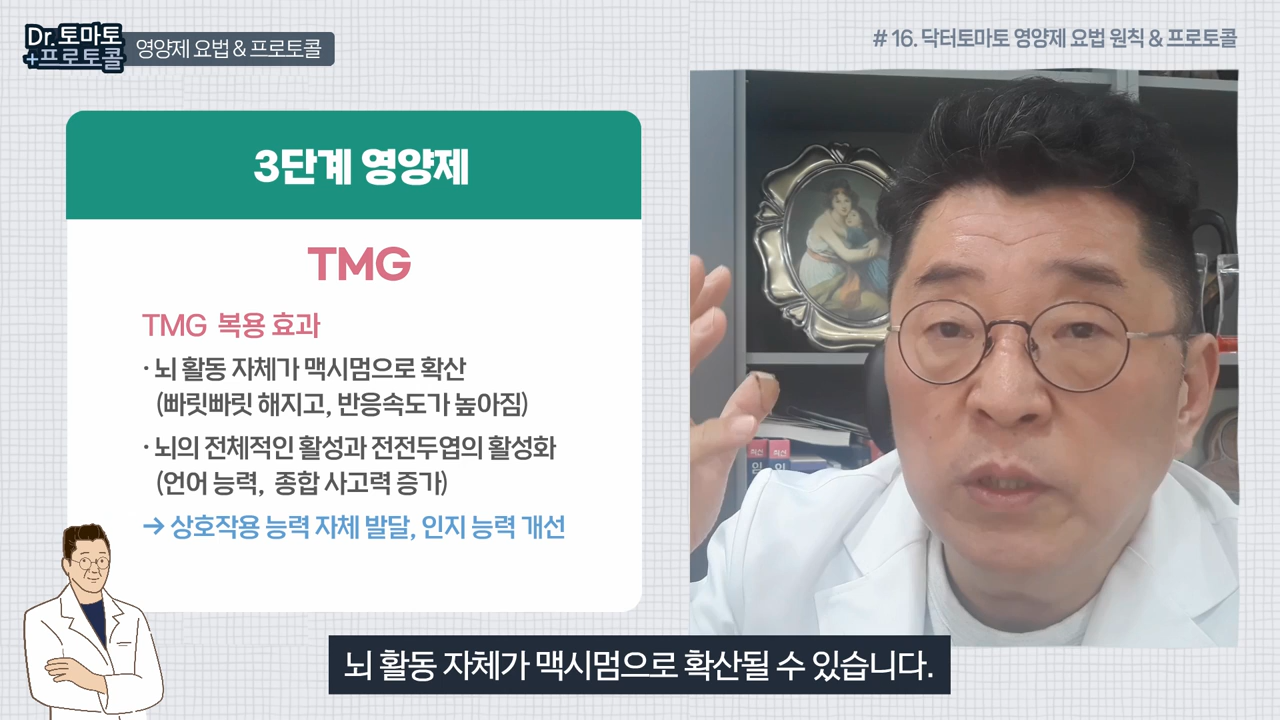 Dr.토마토
+프로토콜
영양제 요법 & 프로토콜
# 16. 닥터토마토 영양제 요법 원칙 & 프로토콜
3단계 영양제
TMG
TMG 복용 효과
· 뇌 활동 자체가 맥시멈으로 확산
(빠릿빠릿 해지고, 반응속도가 높아짐)
· 뇌의 전체적인 활성과 전전두엽의 활성화
(언어 능력, 종합 사고력 증가)
→ 상호작용 능력 자체 발달, 인지 능력 개선
최신
최신
뇌 활동 자체가 맥시멈으로 확산될 수 있습니다.